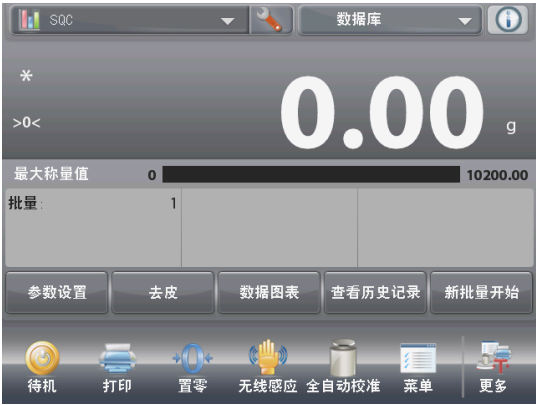 SQC 数据库
*
>0<
0.00 g
最大称量值 0 10200.00
批量: 1
参数设置 去皮 数据图表 查看历史记录 新批量开始
待机 打印 置零 无线感应 全自动校准 菜单 更多